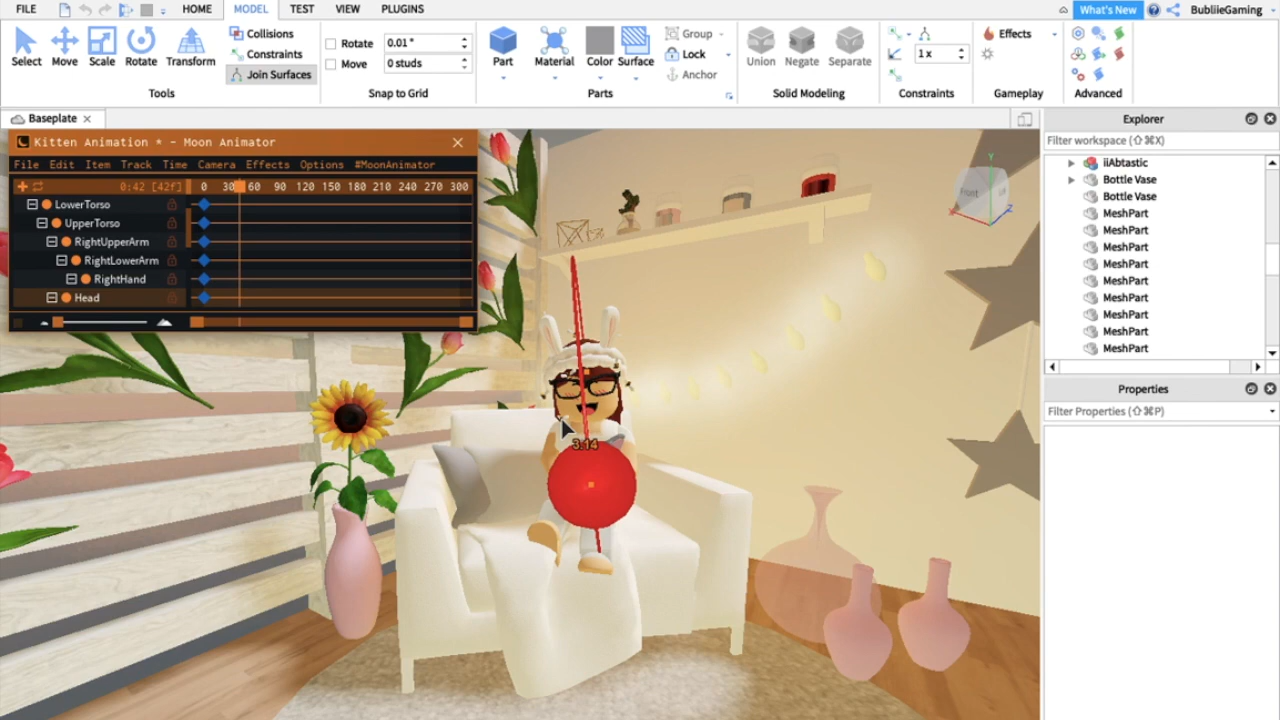 FILE HOME MODEL TEST VIEW PLUGINS What's New BubliieGaming
Select Move Scale Rotate Transform
Collisions
Constraints
Join Surfaces
Tools
Rotate 0.01 °
Move 0 studs
Snap to Grid
Part Material Color Surface
Group
Lock
Anchor
Parts
Union Negate Separate
Solid Modeling
1 x
Constraints
Effects
Gameplay
Advanced
Baseplate
Kitten Animation * - Moon Animator
File Edit Item Track Time Camera Effects Options #MoonAnimator
0:42 [42f] 0 30 60 90 120 150 180 210 240 270 300
LowerTorso
UpperTorso
RightUpperArm
RightLowerArm
RightHand
Head
3.14
Explorer
Filter workspace (⇧⌘X)
iiAbtastic
Bottle Vase
Bottle Vase
MeshPart
MeshPart
MeshPart
MeshPart
MeshPart
MeshPart
MeshPart
MeshPart
MeshPart
Properties
Filter Properties (⇧⌘P)
Front
Y
Z